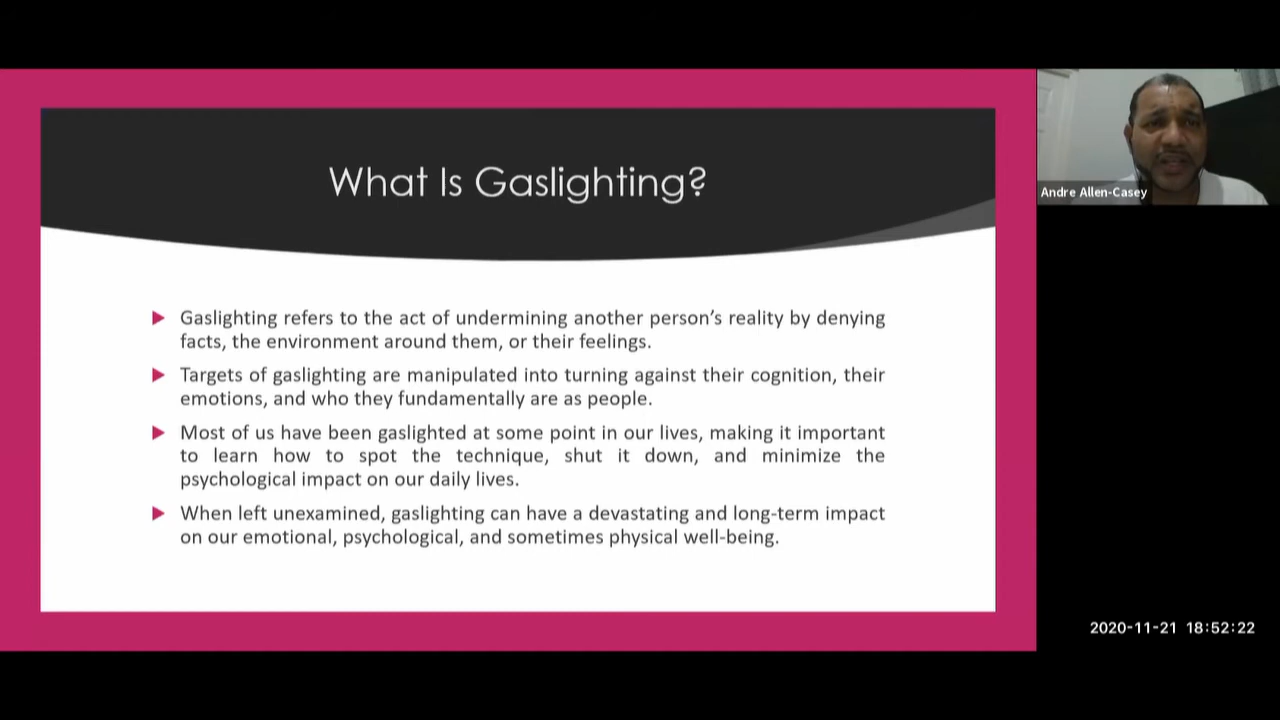 What Is Gaslighting?
Gaslighting refers to the act of undermining another person's reality by denying
facts, the environment around them, or their feelings.
Targets of gaslighting are manipulated into turning against their cognition, their
emotions, and who they fundamentally are as people.
Most of us have been gaslighted at some point in our lives, making it important
to learn how to spot the technique, shut it down, and minimize the
psychological impact on our daily lives.
When left unexamined, gaslighting can have a devastating and long-term impact
on our emotional, psychological, and sometimes physical well-being.
Andre Allen-Casey
2020-11-21 18:52:22